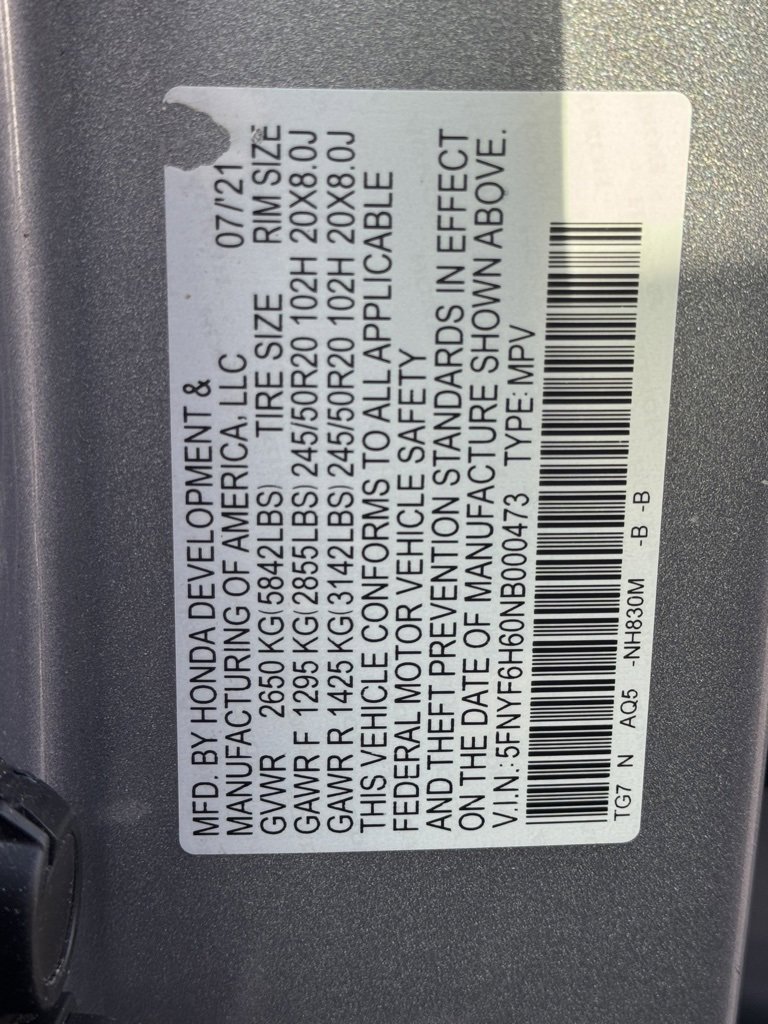 MFD. BY HONDA DEVELOPMENT &
MANUFACTURING OF AMERICA, LLC 07/'21
GVWR 2650 KG(5842LBS) TIRE SIZE RIM SIZE
GAWR F 1295 KG(2855LBS) 245/50R20 102H 20X8.0J
GAWR R 1425 KG(3142LBS) 245/50R20 102H 20X8.0J
THIS VEHICLE CONFORMS TO ALL APPLICABLE
FEDERAL MOTOR VEHICLE SAFETY
AND THEFT PREVENTION STANDARDS IN EFFECT
ON THE DATE OF MANUFACTURE SHOWN ABOVE.
V.I.N.: 5FNYF6H60NB000473 TYPE: MPV
TG7 N AQ5 -NH830M -B -B